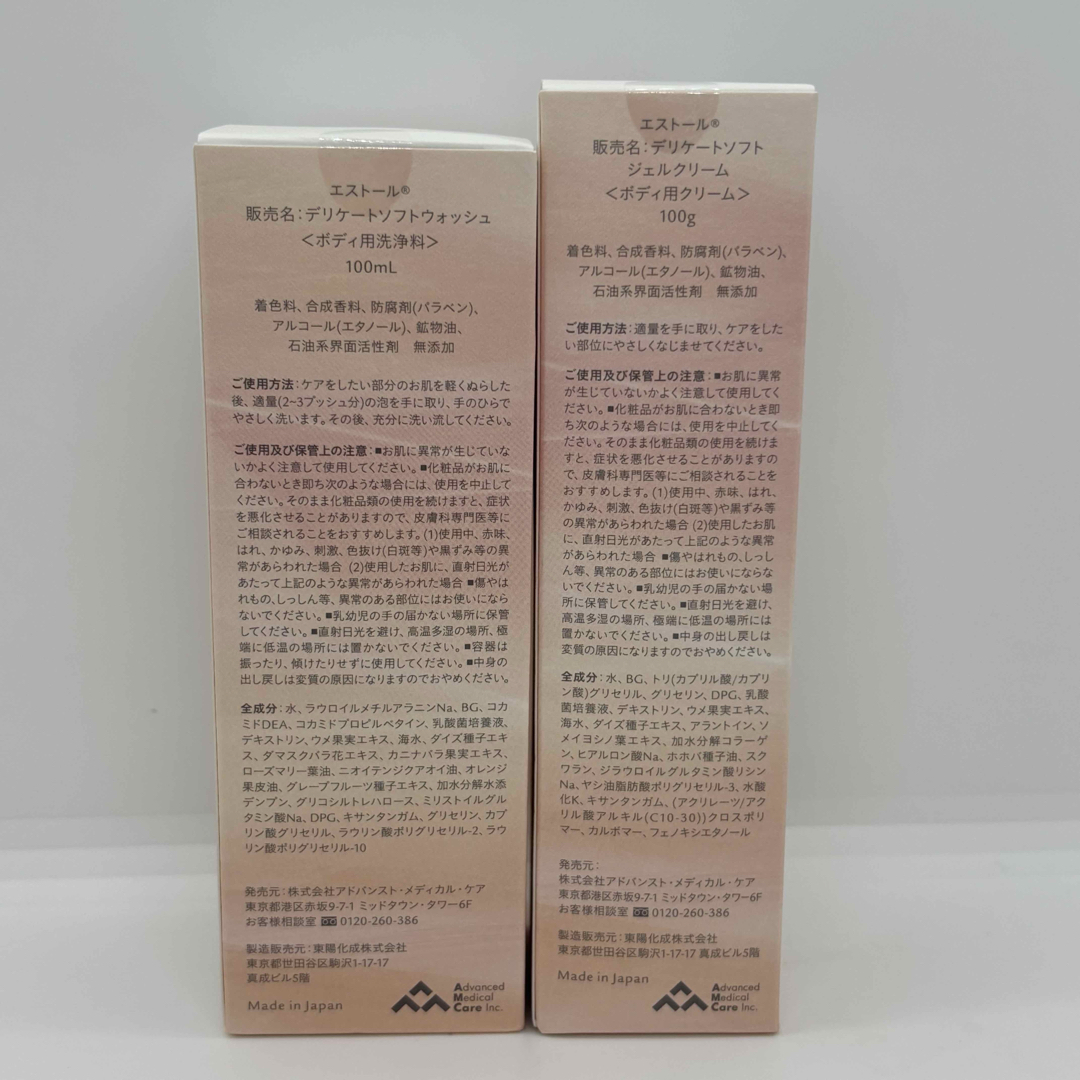 エストール®
販売名：デリケートソフトウォッシュ
＜ボディ用洗浄料＞
100mL
着色料、合成香料、防腐剤(パラベン)、
アルコール(エタノール)、鉱物油、
石油系界面活性剤　無添加
ご使用方法：ケアをしたい部分のお肌を軽くぬらした
後、適量(2~3プッシュ分)の泡を手に取り、手のひらで
やさしく洗います。その後、充分に洗い流してください。
ご使用及び保管上の注意：■お肌に異常が生じていな
いかよく注意して使用してください。■化粧品がお肌に
合わないとき即ち次のような場合には、使用を中止して
ください。そのまま化粧品類の使用を続けますと、症状
を悪化させることがありますので、皮膚科専門医等に
ご相談されることをおすすめします。(1)使用中、赤味、
はれ、かゆみ、刺激、色抜け(白斑等)や黒ずみ等の異
常があらわれた場合 (2)使用したお肌に、直射日光が
あたって上記のような異常があらわれた場合 ■傷やは
れもの、しっしん等、異常のある部位にはお使いになら
ないでください。■乳幼児の手の届かない場所に保管
してください。■直射日光を避け、高温多湿の場所、極
端に低温の場所には置かないでください。■容器は
振ったり、傾けたりせずに使用してください。■中身の
出し戻しは変質の原因になりますのでおやめください。
全成分：水、ラウロイルメチルアラニンNa、BG、コカ
ミドDEA、コカミドプロピルベタイン、乳酸菌培養液、
デキストリン、ウメ果実エキス、海水、ダイズ種子エキ
ス、ダマスクバラ花エキス、カニナバラ果実エキス、
ローズマリー葉油、ニオイテンジクアオイ油、オレンジ
果皮油、グレープフルーツ種子エキス、加水分解水添
デンプン、グリコシルトレハロース、ミリストイルグル
タミン酸Na、DPG、キサンタンガム、グリセリン、カプ
リン酸グリセリル、ラウリン酸ポリグリセリル-2、ラウ
リン酸ポリグリセリル-10
発売元：株式会社アドバンスト・メディカル・ケア
東京都港区赤坂9-7-1 ミッドタウン・タワー6F
お客様相談室 0120-260-386
製造販売元：東陽化成株式会社
東京都世田谷区駒沢1-17-17
真成ビル5階
Made in Japan
Advanced
Medical
Care Inc.
エストール®
販売名：デリケートソフト
ジェルクリーム
＜ボディ用クリーム＞
100g
着色料、合成香料、防腐剤(パラベン)、
アルコール(エタノール)、鉱物油、
石油系界面活性剤　無添加
ご使用方法：適量を手に取り、ケアをした
い部位にやさしくなじませてください。
ご使用及び保管上の注意：■お肌に異常
が生じていないかよく注意して使用してく
ださい。■化粧品がお肌に合わないとき即
ち次のような場合には、使用を中止してく
ださい。そのまま化粧品類の使用を続けま
すと、症状を悪化させることがありますの
で、皮膚科専門医等にご相談されることを
おすすめします。(1)使用中、赤味、はれ、
かゆみ、刺激、色抜け(白斑等)や黒ずみ等
の異常があらわれた場合 (2)使用したお肌
に、直射日光があたって上記のような異常
があらわれた場合 ■傷やはれもの、しっし
ん等、異常のある部位にはお使いにならな
いでください。■乳幼児の手の届かない場
所に保管してください。■直射日光を避け、
高温多湿の場所、極端に低温の場所には
置かないでください。■中身の出し戻しは
変質の原因になりますのでおやめください。
全成分：水、BG、トリ(カプリル酸/カプリ
ン酸)グリセリル、グリセリン、DPG、乳酸
菌培養液、デキストリン、ウメ果実エキス、
海水、ダイズ種子エキス、アラントイン、ソ
メイヨシノ葉エキス、加水分解コラーゲ
ン、ヒアルロン酸Na、ホホバ種子油、スク
ワラン、ジラウロイルグルタミン酸リシン
Na、ヤシ油脂肪酸ポリグリセリル-3、水酸
化K、キサンタンガム、(アクリレーツ/アク
リル酸アルキル(C10-30))クロスポリ
マー、カルボマー、フェノキシエタノール
発売元：
株式会社アドバンスト・メディカル・ケア
東京都港区赤坂9-7-1 ミッドタウン・タワー6F
お客様相談室 0120-260-386
製造販売元：東陽化成株式会社
東京都世田谷区駒沢1-17-17 真成ビル5階
Made in Japan
Advanced
Medical
Care Inc.